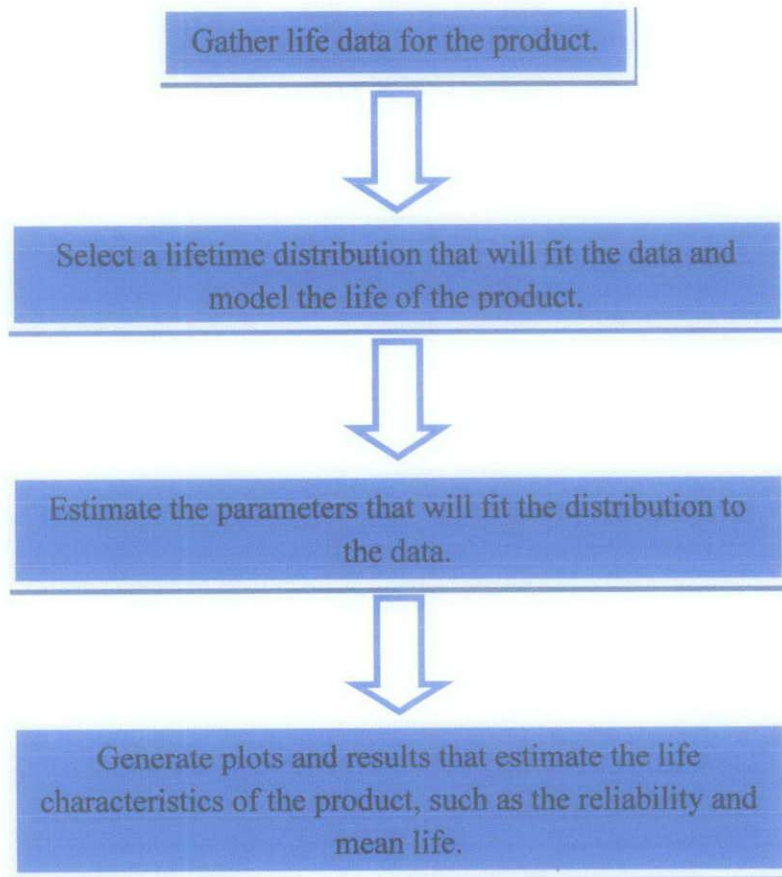 Gather life data for the product.
Select a lifetime distribution that will fit the data and
model the life of the product.
Estimate the parameters that will fit the distribution to
the data.
Generate plots and results that estimate the life
characteristics of the product, such as the reliability and
mean life.